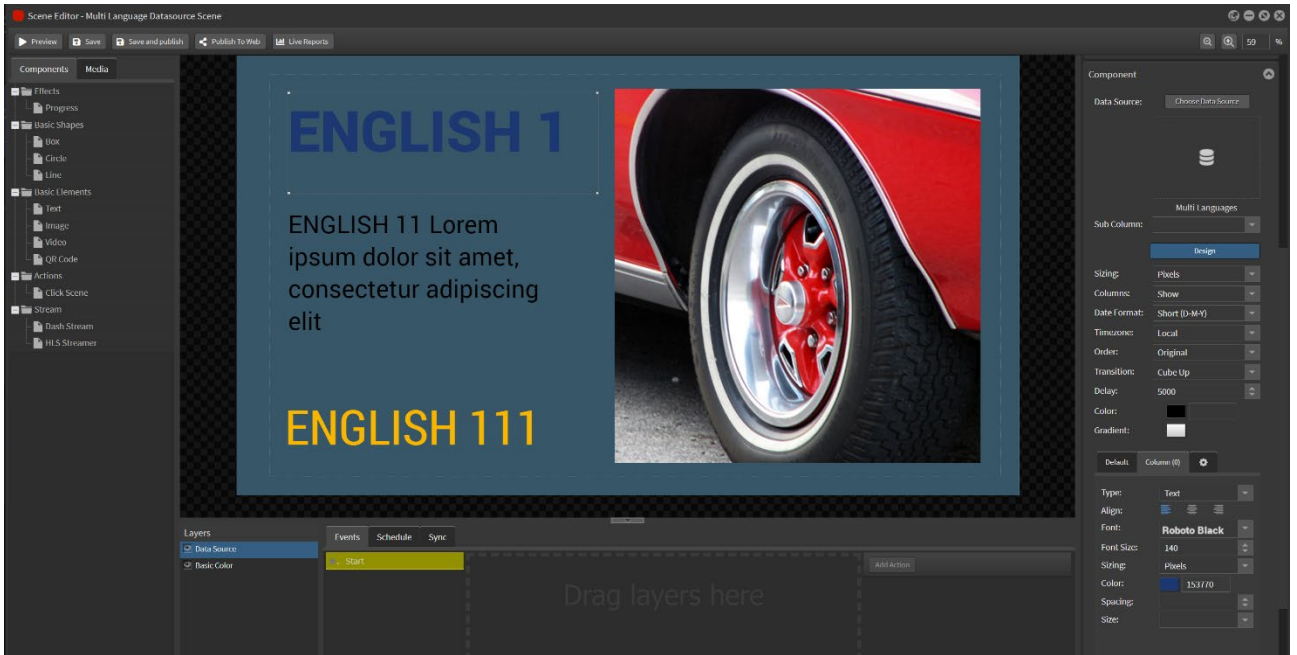 Scene Editor - Multi Language Datasource Scene
Preview Save Save and publish Publish To Web Live Reports 59 %
Components Media
Effects
Progress
Basic Shapes
Box
Circle
Line
Basic Elements
Text
Image
Video
QR Code
Actions
Click Scene
Stream
Dash Stream
HLS Streamer
ENGLISH 1
ENGLISH 11 Lorem
ipsum dolor sit amet,
consectetur adipiscing
elit
ENGLISH 111
Layers
Data Source
Basic Color
Events Schedule Sync
Start
Drag layers here
Add Action
Component
Data Source: Choose Data Source
Multi Languages
Sub Column:
Design
Sizing: Pixels
Columns: Show
Date Format: Short (D-M-Y)
Timezone: Local
Order: Original
Transition: Cube Up
Delay: 5000
Color:
Gradient:
Default Column (0)
Type: Text
Align:
Font: Roboto Black
Font Size: 140
Sizing: Pixels
Color: 153770
Spacing:
Size: